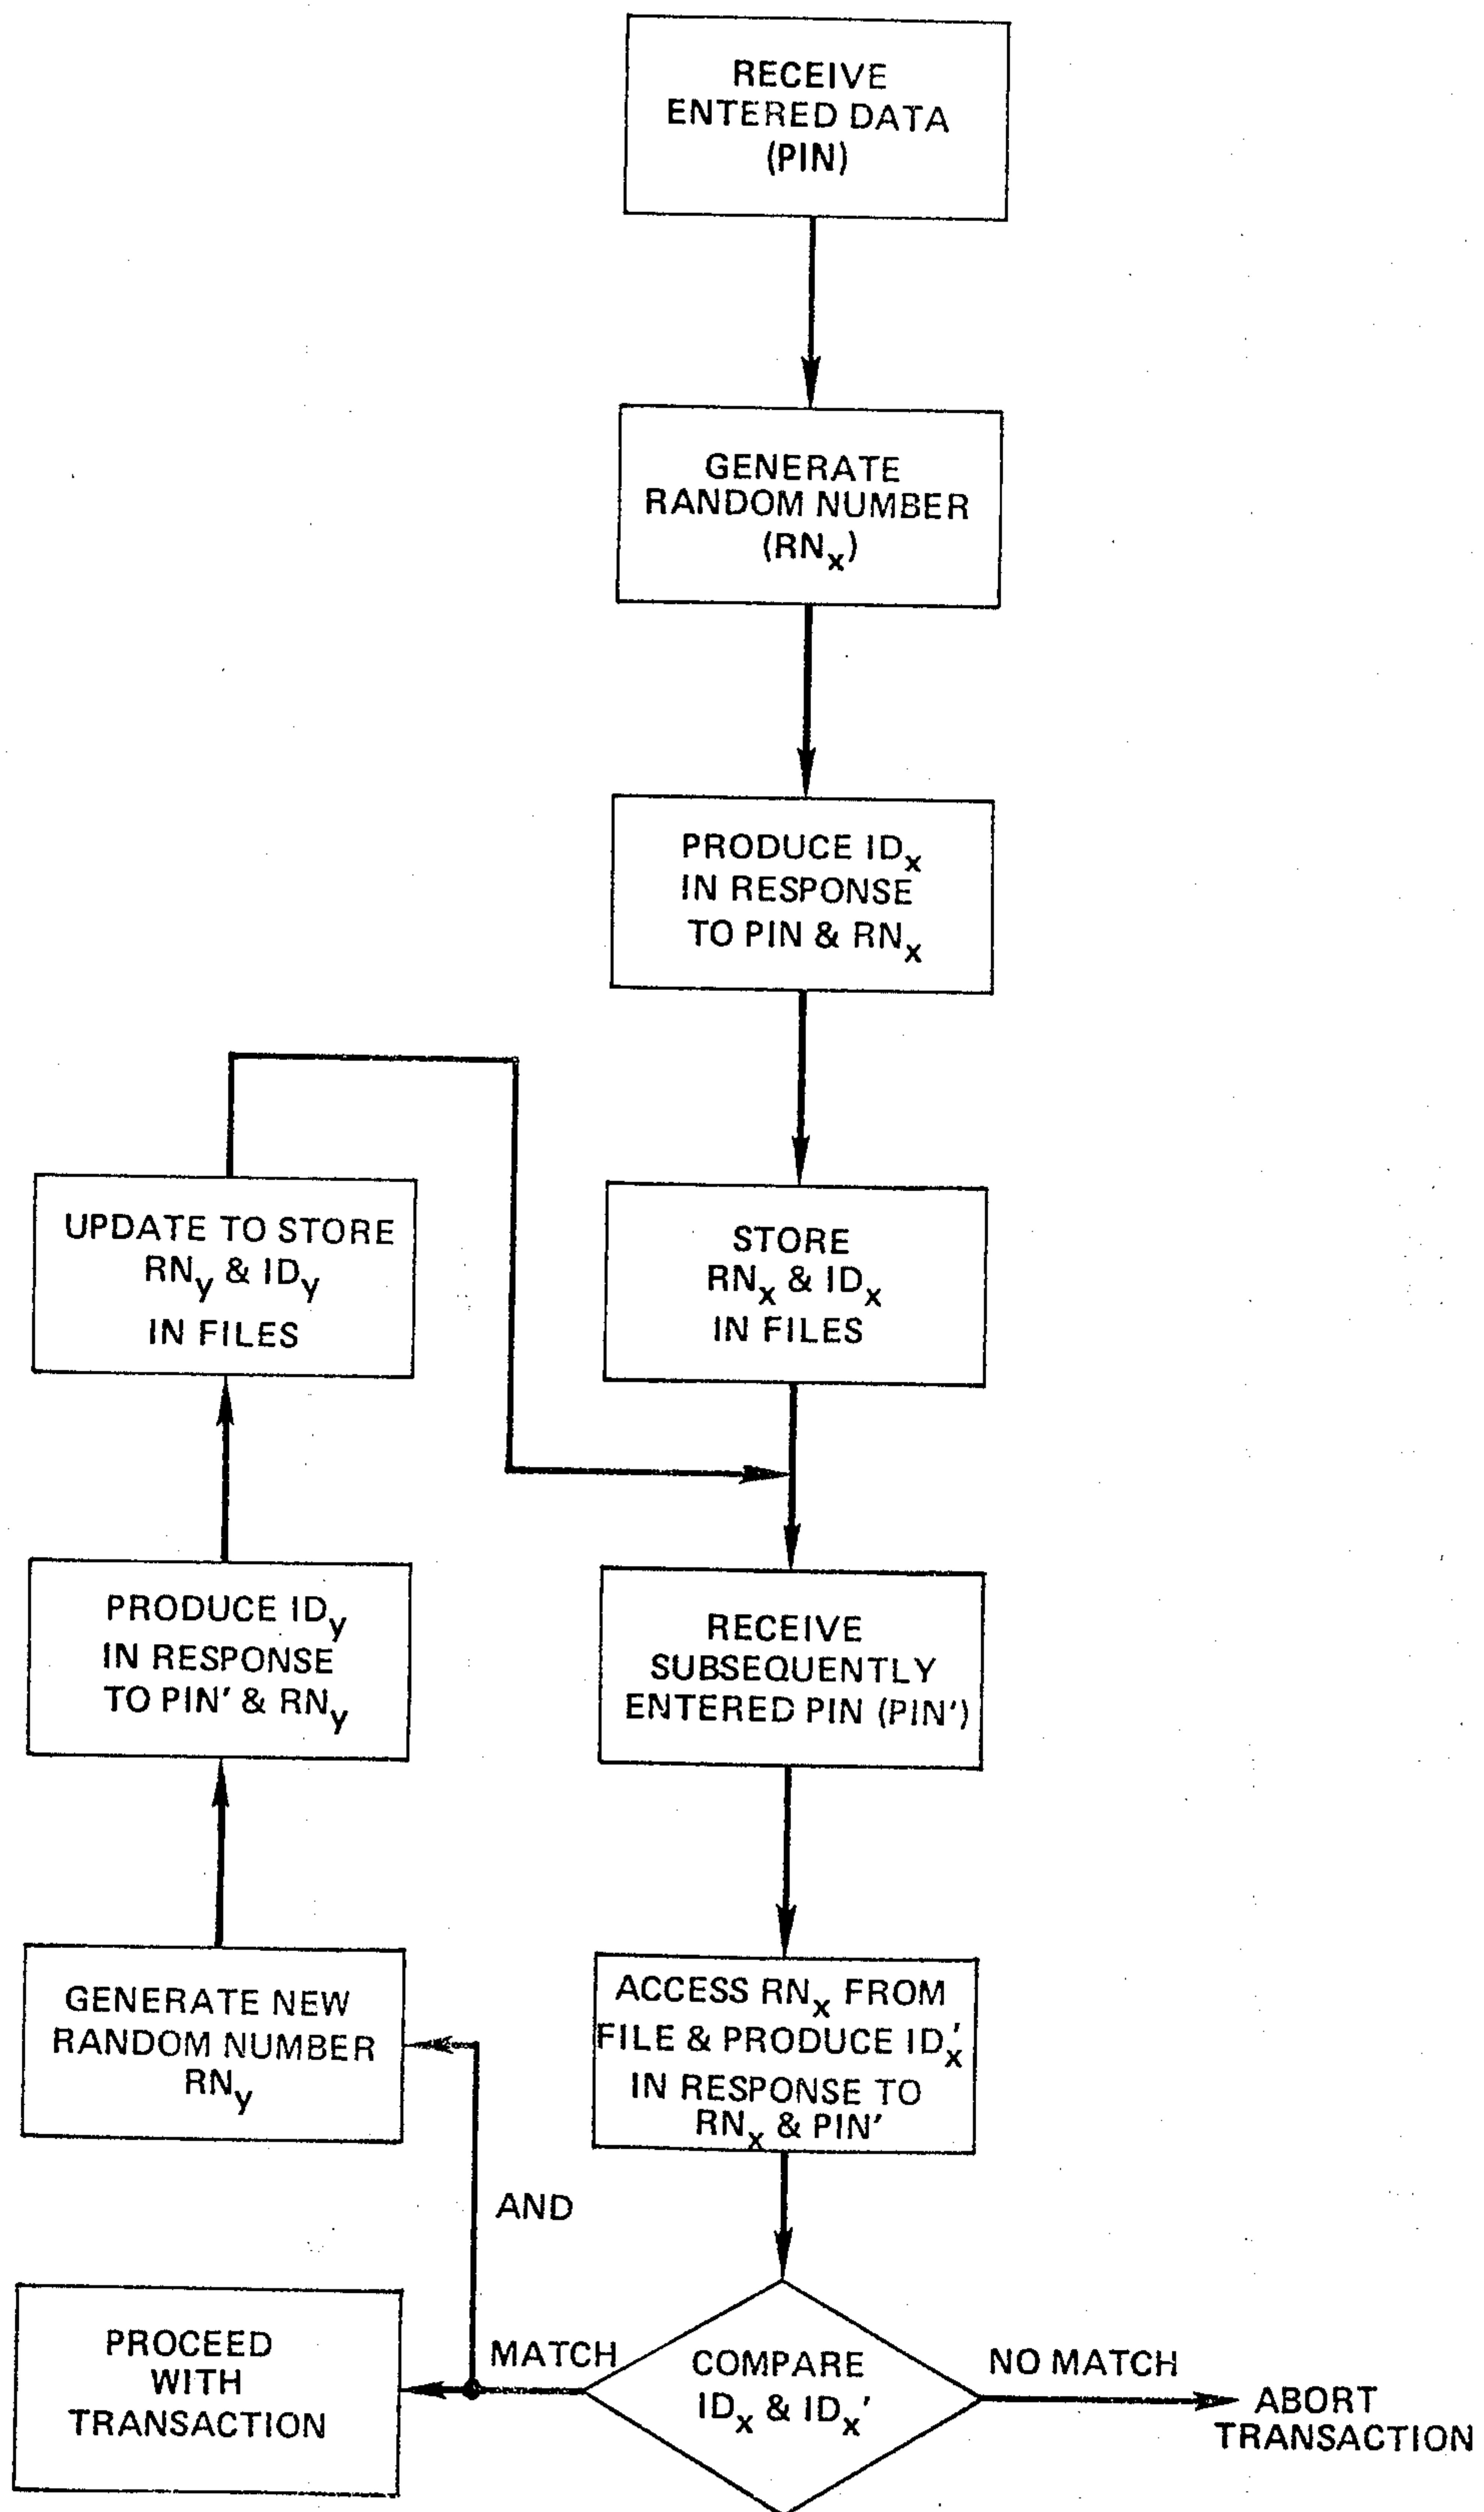 RECEIVE
ENTERED DATA
(PIN)
GENERATE
RANDOM NUMBER
(RNx)
PRODUCE IDx
IN RESPONSE
TO PIN & RNx
STORE
RNx & IDx
IN FILES
UPDATE TO STORE
RNy & IDy
IN FILES
RECEIVE
SUBSEQUENTLY
ENTERED PIN (PIN')
PRODUCE IDy
IN RESPONSE
TO PIN' & RNy
ACCESS RNx FROM
FILE & PRODUCE IDx'
IN RESPONSE TO
RNx & PIN'
GENERATE NEW
RANDOM NUMBER
RNy
AND
COMPARE
IDx & IDx'
MATCH
NO MATCH
PROCEED
WITH
TRANSACTION
ABORT
TRANSACTION